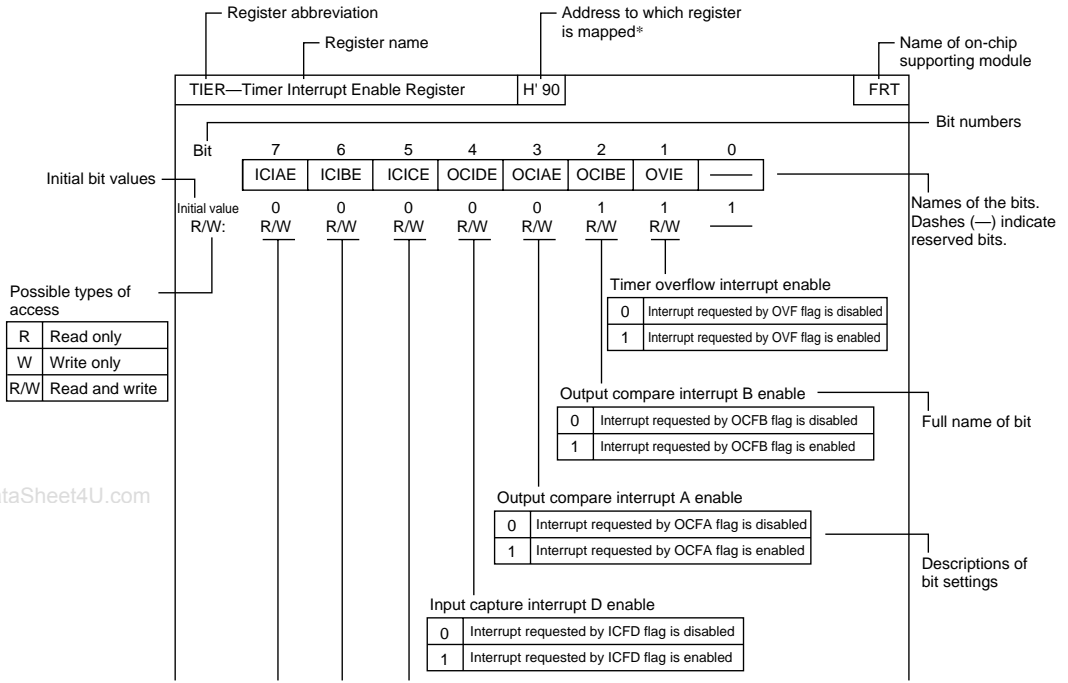 Register abbreviation
Register name
Address to which register
is mapped*
Name of on-chip
supporting module
TIER—Timer Interrupt Enable Register H' 90 FRT
Bit numbers
Bit 7 6 5 4 3 2 1 0
ICIAE ICIBE ICICE OCIDE OCIAE OCIBE OVIE —
Initial bit values
Initial value 0 0 0 0 0 1 1 1
R/W: R/W R/W R/W R/W R/W R/W R/W —
Names of the bits.
Dashes (—) indicate
reserved bits.
Possible types of
access
R Read only
W Write only
R/W Read and write
Timer overflow interrupt enable
0 Interrupt requested by OVF flag is disabled
1 Interrupt requested by OVF flag is enabled
Output compare interrupt B enable
0 Interrupt requested by OCFB flag is disabled
1 Interrupt requested by OCFB flag is enabled
Full name of bit
taSheet4U.com
Output compare interrupt A enable
0 Interrupt requested by OCFA flag is disabled
1 Interrupt requested by OCFA flag is enabled
Descriptions of
bit settings
Input capture interrupt D enable
0 Interrupt requested by ICFD flag is disabled
1 Interrupt requested by ICFD flag is enabled